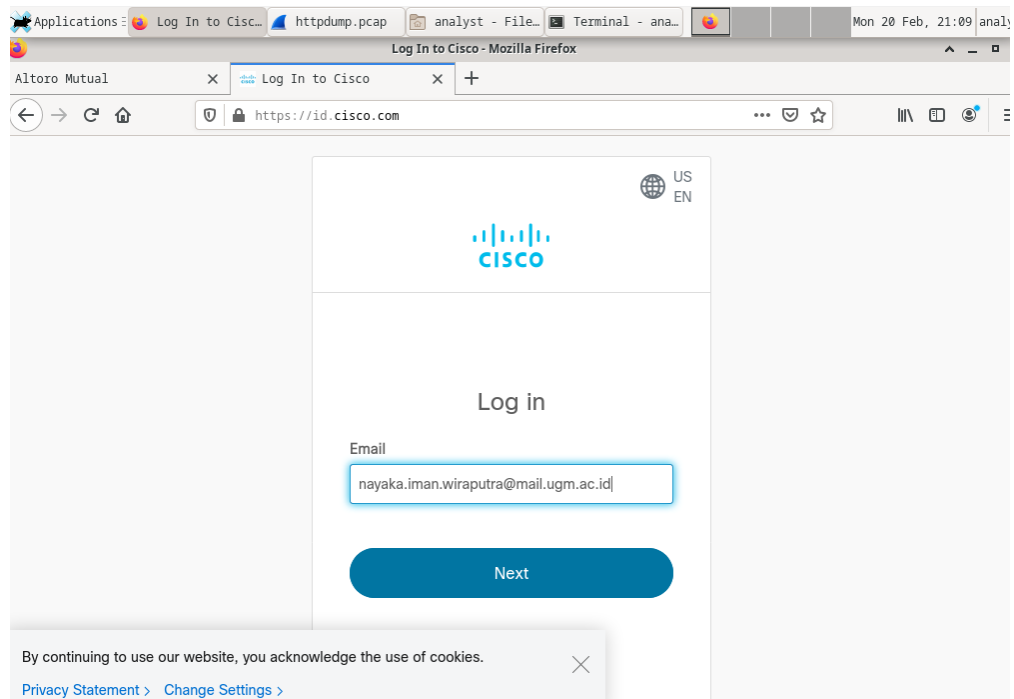 Applications Log In to Cisc… httpdump.pcap analyst - File… Terminal - ana… Mon 20 Feb, 21:09
Log In to Cisco - Mozilla Firefox
Altoro Mutual Log In to Cisco
https://id.cisco.com
US
EN
CISCO
Log in
Email
nayaka.iman.wiraputra@mail.ugm.ac.id
Next
By continuing to use our website, you acknowledge the use of cookies.
Privacy Statement > Change Settings >